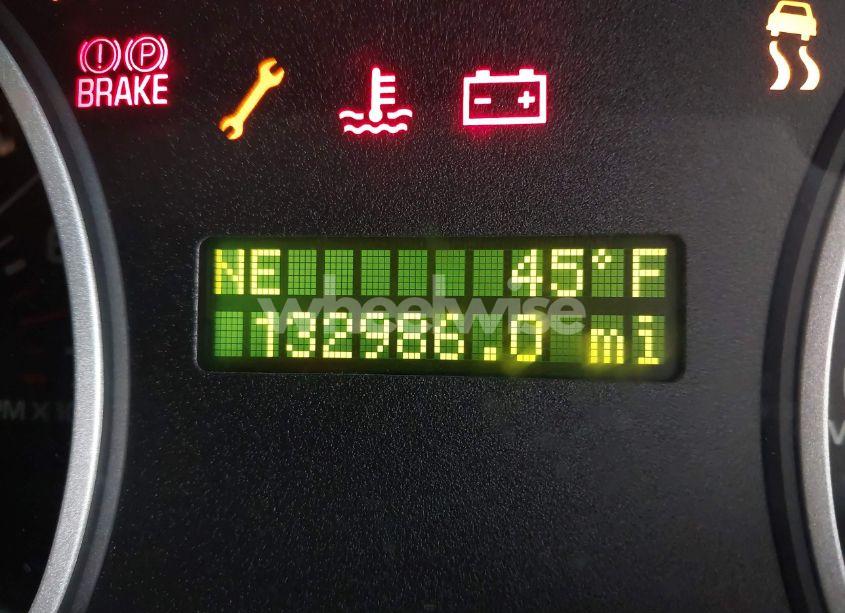 (!) (P)
BRAKE
- +
NE 45°F
wheelwise
132986.0 mi